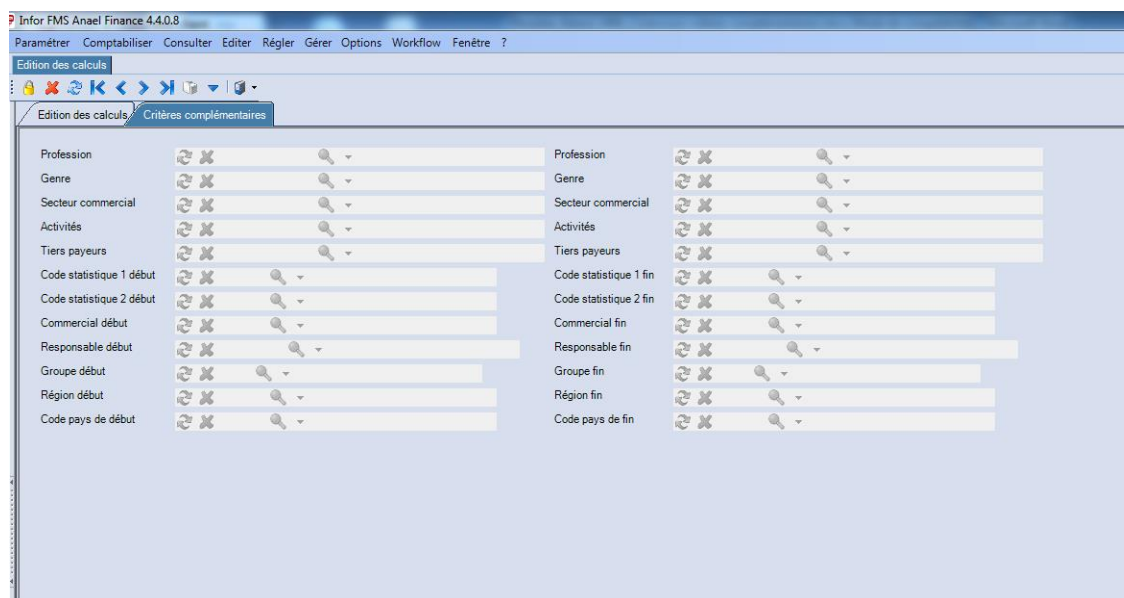 Infor FMS Anael Finance 4.4.0.8
Paramétrer Comptabiliser Consulter Editer Régler Gérer Options Workflow Fenêtre ?
Edition des calculs
Edition des calculs Critères complémentaires
Profession Profession
Genre Genre
Secteur commercial Secteur commercial
Activités Activités
Tiers payeurs Tiers payeurs
Code statistique 1 début Code statistique 1 fin
Code statistique 2 début Code statistique 2 fin
Commercial début Commercial fin
Responsable début Responsable fin
Groupe début Groupe fin
Région début Région fin
Code pays de début Code pays de fin